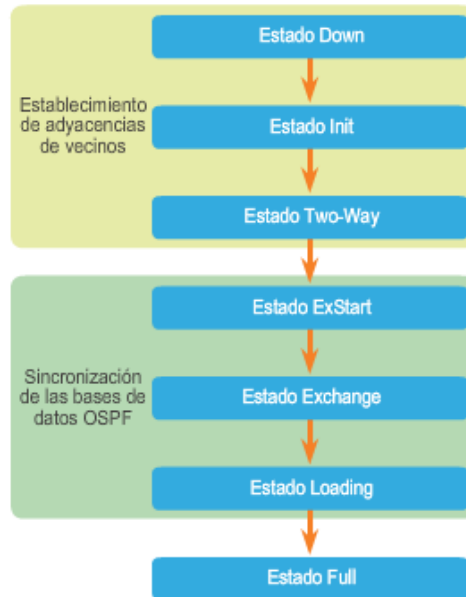 Estado Down
Establecimiento
de adyacencias
de vecinos
Estado Init
Estado Two-Way
Estado ExStart
Sincronización
de las bases de
datos OSPF
Estado Exchange
Estado Loading
Estado Full